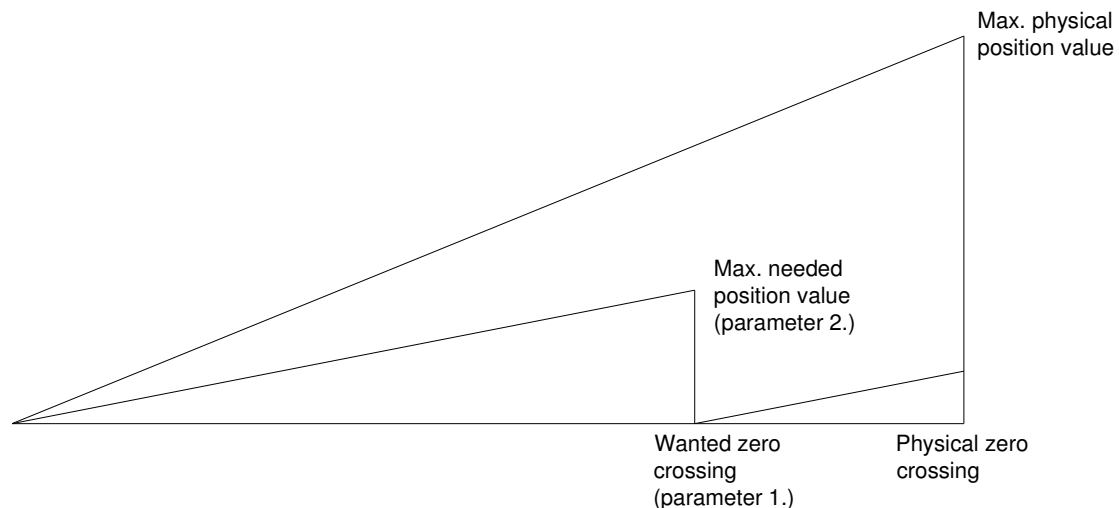 Max. physical
position value
Max. needed
position value
(parameter 2.)
Wanted zero
crossing
(parameter 1.)
Physical zero
crossing